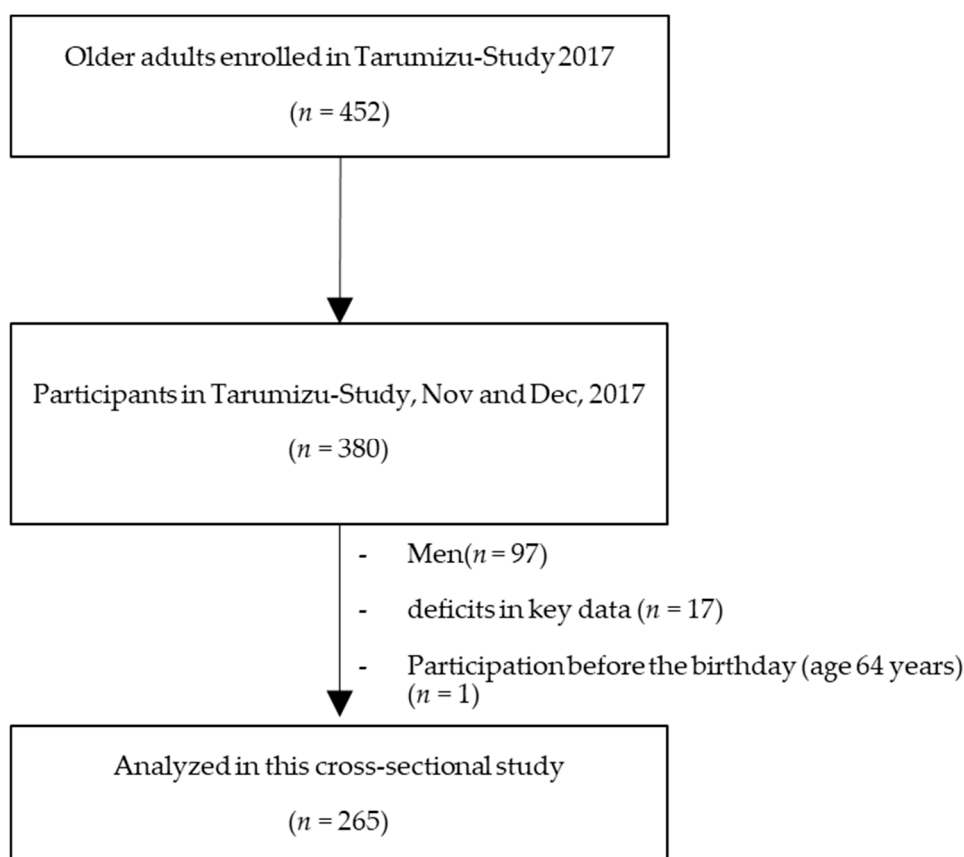 Older adults enrolled in Tarumizu-Study 2017
(n = 452)
Participants in Tarumizu-Study, Nov and Dec, 2017
(n = 380)
- Men(n = 97)
- deficits in key data (n = 17)
- Participation before the birthday (age 64 years)
(n = 1)
Analyzed in this cross-sectional study
(n = 265)